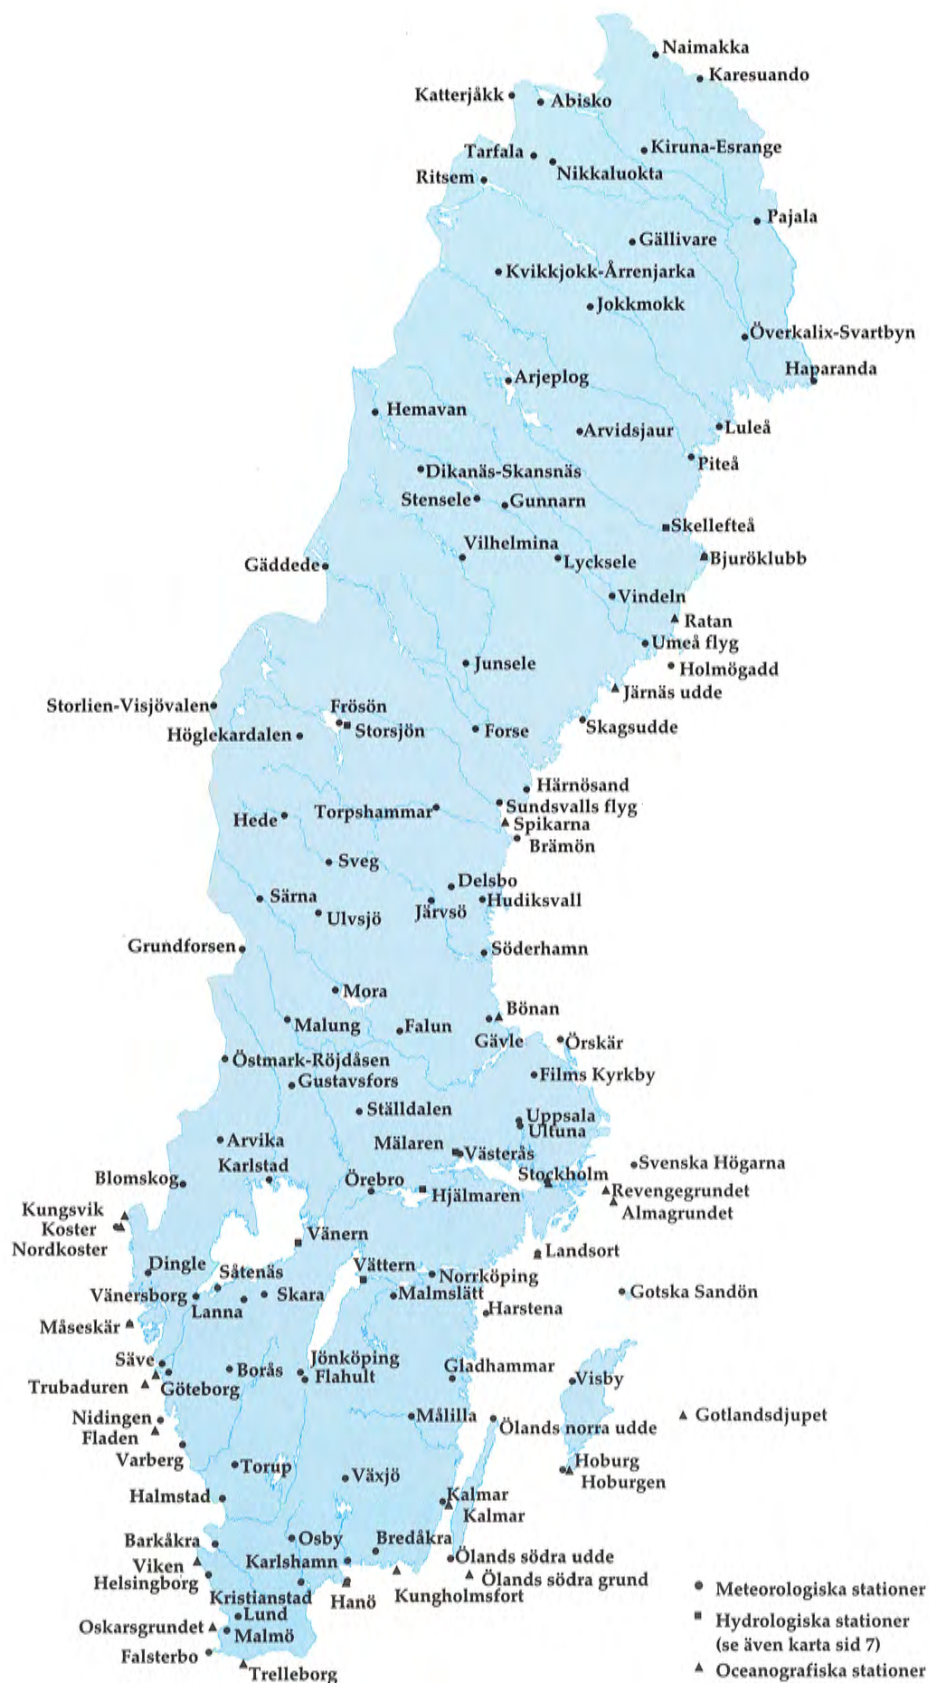 Naimakka
Karesuando
Katterjåkk
Abisko
Kiruna-Esrange
Tarfala
Nikkaluokta
Ritsem
Pajala
Gällivare
Kvikkjokk-Årrenjarka
Jokkmokk
Överkalix-Svartbyn
Haparanda
Arjeplog
Hemavan
Luleå
Arvidsjaur
Piteå
Dikanäs-Skansnäs
Stensele
Gunnarn
Skellefteå
Vilhelmina
Lycksele
Bjuröklubb
Gäddede
Vindeln
Ratan
Umeå flyg
Junsele
Holmögadd
Järnäs udde
Storlien-Visjövalen
Frösön
Storsjön
Forse
Skagsudde
Höglekardalen
Härnösand
Sundsvalls flyg
Torpshammar
Hede
Spikarna
Brämön
Sveg
Delsbo
Särna
Hudiksvall
Järvsö
Ulvsjö
Grundforsen
Söderhamn
Mora
Bönan
Malung
Falun
Gävle
Örskär
Östmark-Röjdåsen
Films Kyrkby
Gustavsfors
Ställdalen
Uppsala
Ultuna
Arvika
Mälaren
Västerås
Karlstad
Svenska Högarna
Blomskog
Örebro
Stockholm
Hjälmaren
Revengegrundet
Almagrundet
Kungsvik
Koster
Nordkoster
Vänern
Landsort
Dingle
Såtenäs
Vättern
Norrköping
Vänersborg
Lanna
Skara
Malmslätt
Gotska Sandön
Harstena
Måseskär
Säve
Borås
Jönköping
Flahult
Gladhammar
Visby
Trubaduren
Göteborg
Nidingen
Fladen
Målilla
Ölands norra udde
Gotlandsdjupet
Varberg
Torup
Växjö
Hoburg
Hoburgen
Halmstad
Kalmar
Kalmar
Barkåkra
Osby
Bredåkra
Viken
Karlshamn
Ölands södra udde
Helsingborg
Kristianstad
Hanö
Kungholmsfort
Ölands södra grund
Lund
Oskarsgrundet
Malmö
Falsterbo
Trelleborg
Meteorologiska stationer
Hydrologiska stationer
(se även karta sid 7)
Oceanografiska stationer